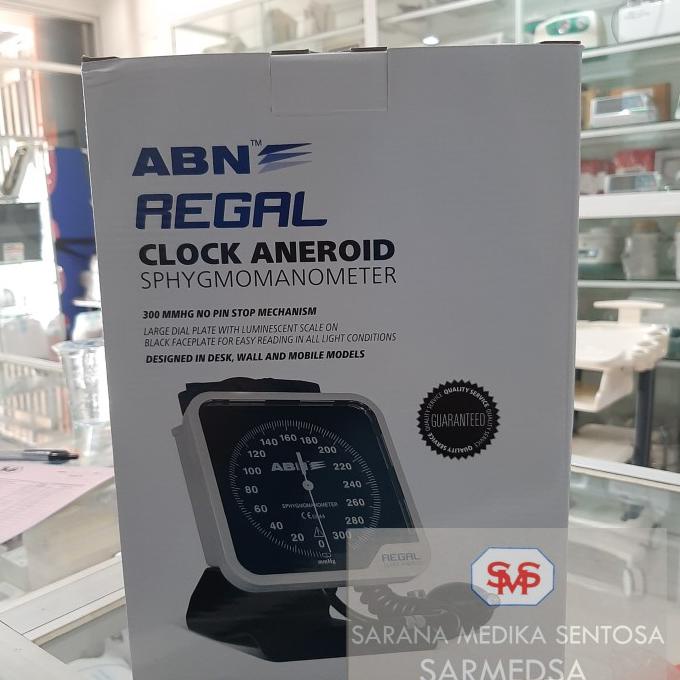 ABN™
REGAL
CLOCK ANEROID
SPHYGMOMANOMETER
300 MMHG NO PIN STOP MECHANISM
LARGE DIAL PLATE WITH LUMINESCENT SCALE ON
BLACK FACEPLATE FOR EASY READING IN ALL LIGHT CONDITIONS
DESIGNED IN DESK, WALL AND MOBILE MODELS
QUALITY SERVICE QUALITY SERVICE QUALITY SERVICE
GUARANTEED
0 20 40 60 80 100 120 140 160 180 200 220 240 260 280 300
ABN
SPHYGMOMANOMETER
mmHg
REGAL
SMS
SARANA MEDIKA SENTOSA
SARMEDSA